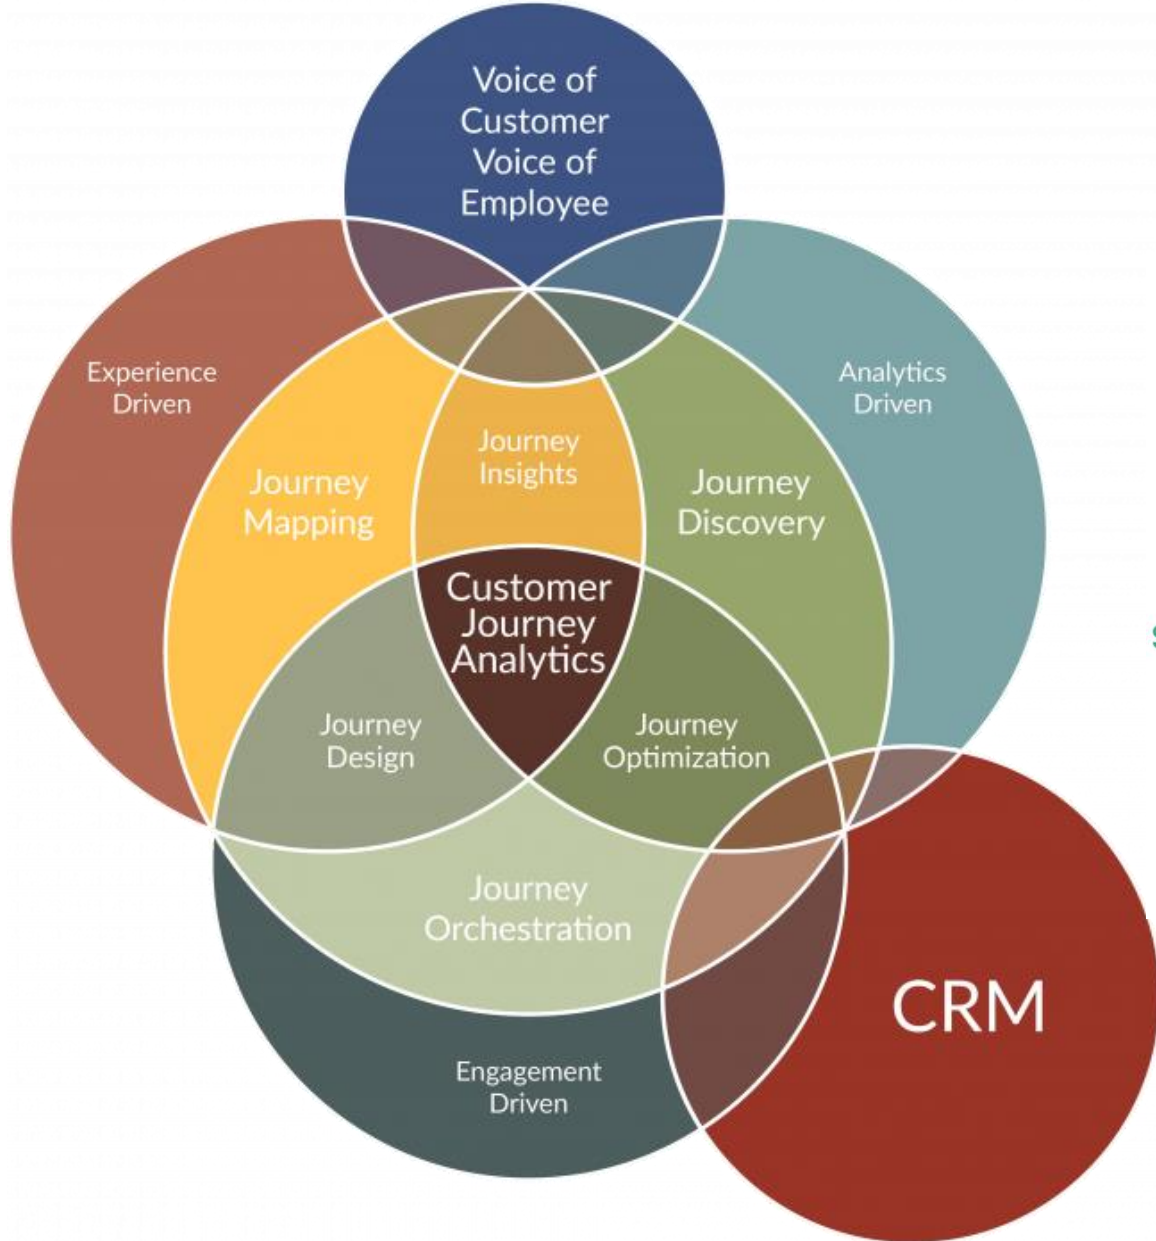 Voice of
Customer
Voice of
Employee
Experience
Driven
Analytics
Driven
Journey
Insights
Journey
Mapping
Journey
Discovery
Customer
Journey
Analytics
Journey
Design
Journey
Optimization
Journey
Orchestration
CRM
Engagement
Driven